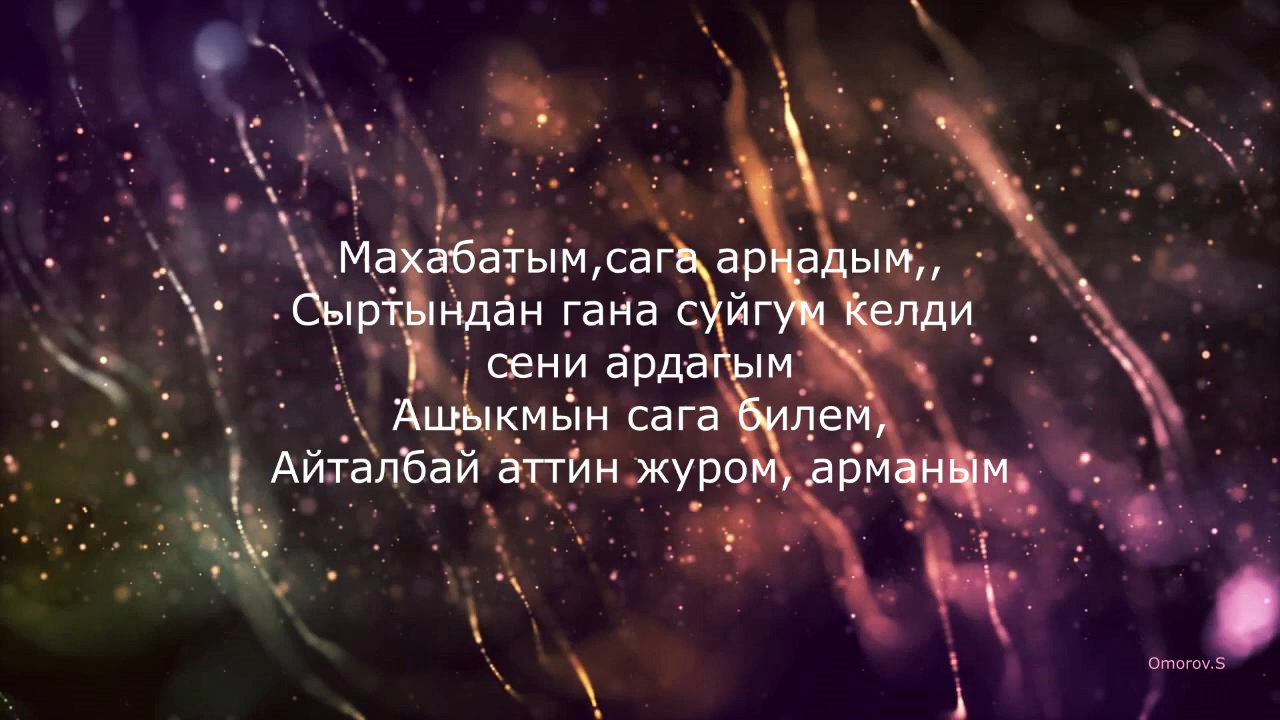 Махабатым,сага арнадым,,
Сыртындан гана суйгум келди
сени ардагым
Ашыкмын сага билем,
Айталбай аттин журом, арманым
Omorov.S